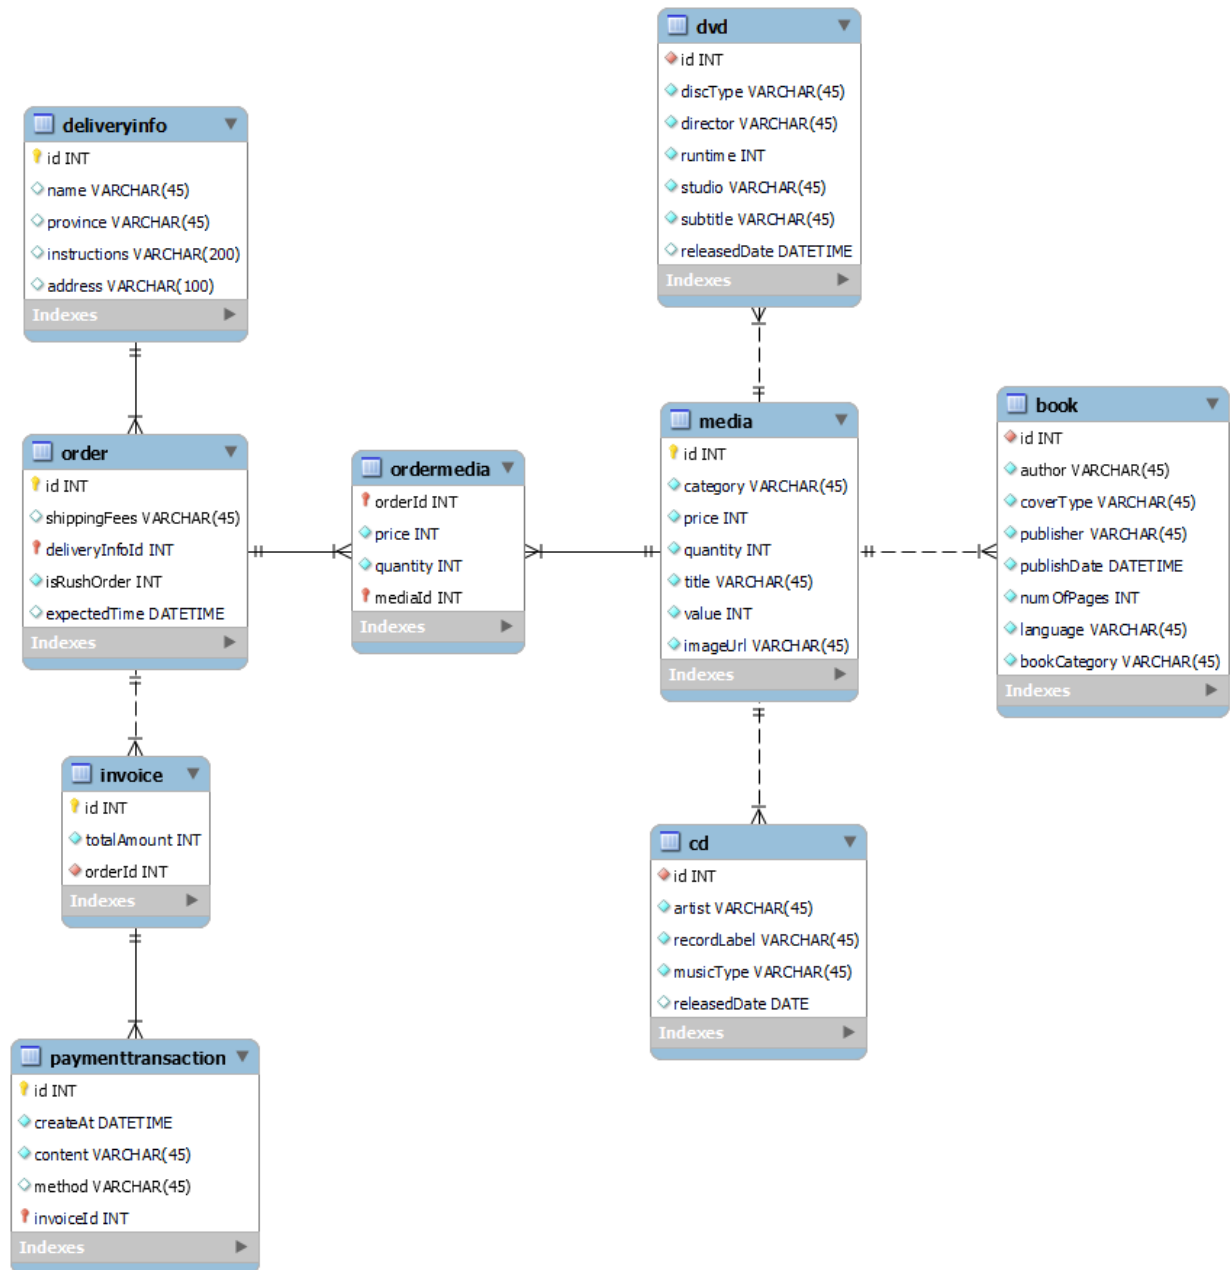 dvd
id INT
discType VARCHAR(45)
director VARCHAR(45)
runtime INT
studio VARCHAR(45)
subtitle VARCHAR(45)
releasedDate DATETIME
Indexes
deliveryinfo
id INT
name VARCHAR(45)
province VARCHAR(45)
instructions VARCHAR(200)
address VARCHAR(100)
Indexes
order
id INT
shippingFees VARCHAR(45)
deliveryInfoId INT
isRushOrder INT
expectedTime DATETIME
Indexes
ordermedia
orderId INT
price INT
quantity INT
mediaId INT
Indexes
media
id INT
category VARCHAR(45)
price INT
quantity INT
title VARCHAR(45)
value INT
imageUrl VARCHAR(45)
Indexes
book
id INT
author VARCHAR(45)
coverType VARCHAR(45)
publisher VARCHAR(45)
publishDate DATETIME
numOfPages INT
language VARCHAR(45)
bookCategory VARCHAR(45)
Indexes
invoice
id INT
totalAmount INT
orderId INT
Indexes
cd
id INT
artist VARCHAR(45)
recordLabel VARCHAR(45)
musicType VARCHAR(45)
releasedDate DATE
Indexes
paymenttransaction
id INT
createAt DATETIME
content VARCHAR(45)
method VARCHAR(45)
invoiceId INT
Indexes